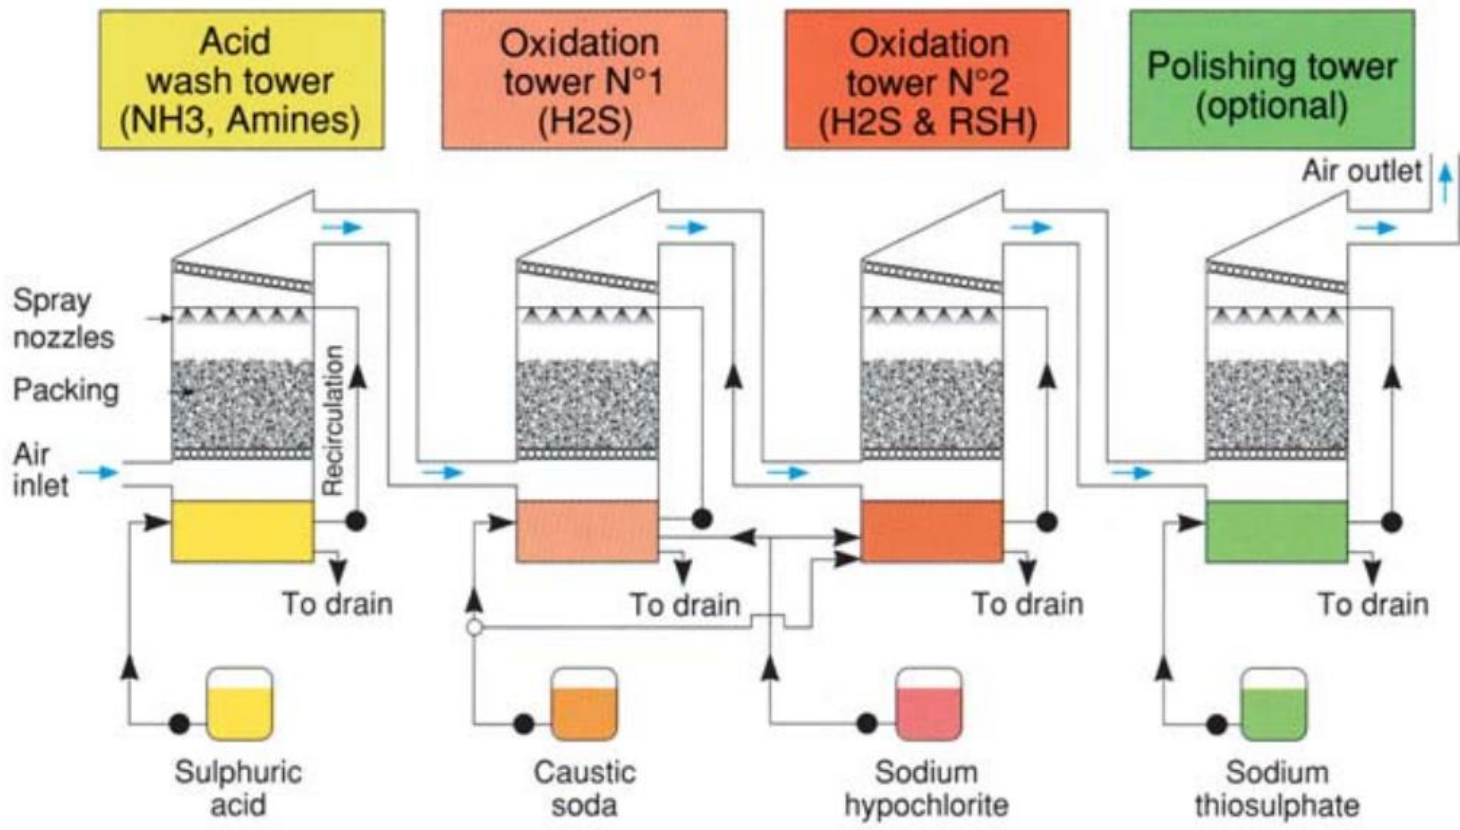 Acid
wash tower
(NH3, Amines)
Oxidation
tower N°1
(H2S)
Oxidation
tower N°2
(H2S & RSH)
Polishing tower
(optional)
Air outlet
Spray
nozzles
Packing
Air
inlet
Recirculation
To drain
To drain
To drain
To drain
Sulphuric
acid
Caustic
soda
Sodium
hypochlorite
Sodium
thiosulphate